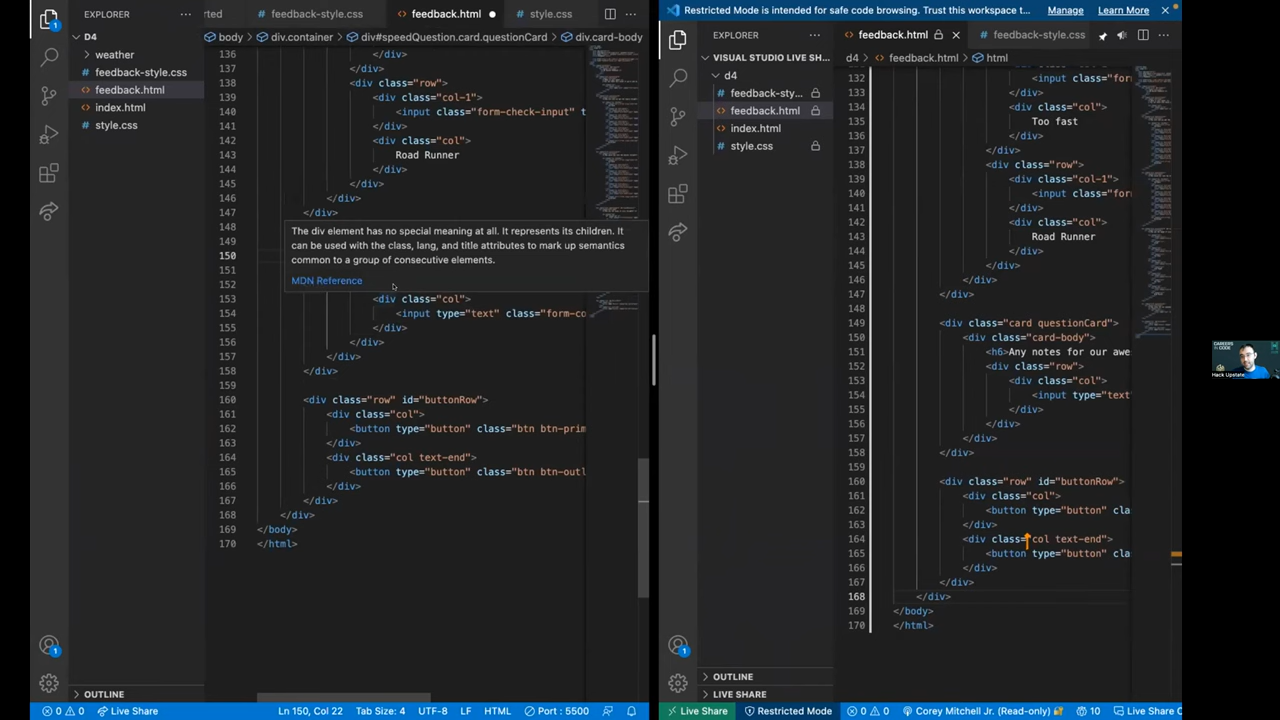 EXPLORER
D4
weather
feedback-style.css
feedback.html
index.html
style.css
OUTLINE
feedback-style.css
feedback.html
style.css
body
div.container
div#speedQuestion.card.questionCard
div.card-body
136 </div>
137 </div>
138 <div class="row">
139 <div class="col-1">
140 <input class="form-check-input"
141 </div>
142 <div class="col">
143 Road Runner
144 </div>
145 </div>
146 </div>
147 </div>
148
149
150
151
152
153 <div class="col">
154 <input type="text" class="form-co
155 </div>
156 </div>
157 </div>
158 </div>
159
160 <div class="row" id="buttonRow">
161 <div class="col">
162 <button type="button" class="btn btn-prim
163 </div>
164 <div class="col text-end">
165 <button type="button" class="btn btn-outl
166 </div>
167 </div>
168 </div>
169 </body>
170 </html>
The div element has no special meaning at all. It represents its children. It
can be used with the class, lang, and title attributes to mark up semantics
common to a group of consecutive elements.
MDN Reference
0 0 Live Share Ln 150, Col 22 Tab Size: 4 UTF-8 LF HTML Port : 5500
Restricted Mode is intended for safe code browsing. Trust this workspace t... Manage Learn More
EXPLORER
VISUAL STUDIO LIVE SH...
d4
feedback-sty...
feedback.html
index.html
style.css
OUTLINE
LIVE SHARE
feedback.html
feedback-style.css
d4
feedback.html
html
132 <input class="forr
133 </div>
134 <div class="col">
135 Too fast
136 </div>
137 </div>
138 <div class="row">
139 <div class="col-1">
140 <input class="forr
141 </div>
142 <div class="col">
143 Road Runner
144 </div>
145 </div>
146 </div>
147 </div>
148
149 <div class="card questionCard">
150 <div class="card-body">
151 <h6>Any notes for our awe
152 <div class="row">
153 <div class="col">
154 <input type="text"
155 </div>
156 </div>
157 </div>
158 </div>
159
160 <div class="row" id="buttonRow">
161 <div class="col">
162 <button type="button" cla
163 </div>
164 <div class="col text-end">
165 <button type="button" cla
166 </div>
167 </div>
168 </div>
169 </body>
170 </html>
Live Share Restricted Mode 0 0 Corey Mitchell Jr. (Read-only) 10 Live Share
Hack Upstate